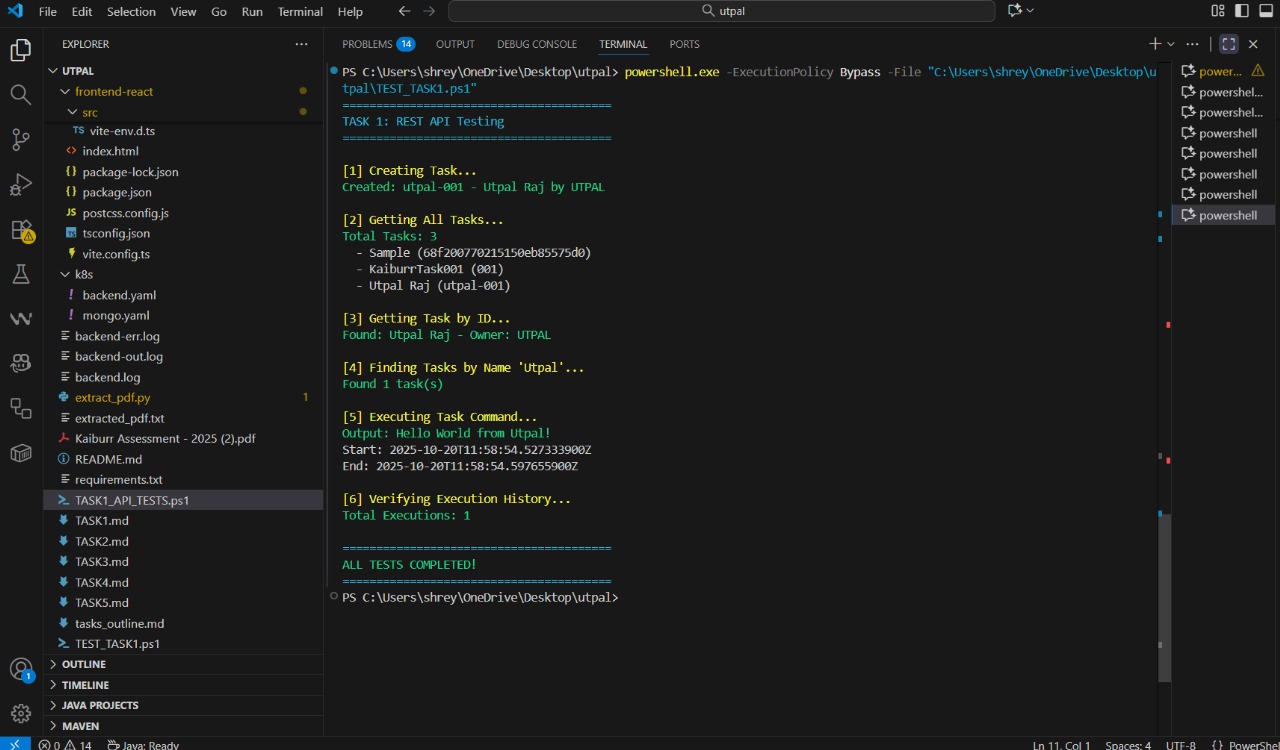 File Edit Selection View Go Run Terminal Help
utpal
EXPLORER
UTPAL
frontend-react
src
TS vite-env.d.ts
<> index.html
{} package-lock.json
{} package.json
JS postcss.config.js
tsconfig.json
vite.config.ts
k8s
! backend.yaml
! mongo.yaml
backend-err.log
backend-out.log
backend.log
extract_pdf.py 1
extracted_pdf.txt
Kaiburr Assessment - 2025 (2).pdf
README.md
requirements.txt
TASK1_API_TESTS.ps1
TASK1.md
TASK2.md
TASK3.md
TASK4.md
TASK5.md
tasks_outline.md
TEST_TASK1.ps1
OUTLINE
TIMELINE
JAVA PROJECTS
MAVEN
1
PROBLEMS 14 OUTPUT DEBUG CONSOLE TERMINAL PORTS
PS C:\Users\shrey\OneDrive\Desktop\utpal> powershell.exe -ExecutionPolicy Bypass -File "C:\Users\shrey\OneDrive\Desktop\u
tpal\TEST_TASK1.ps1"
========================================
TASK 1: REST API Testing
========================================
[1] Creating Task...
Created: utpal-001 - Utpal Raj by UTPAL
[2] Getting All Tasks...
Total Tasks: 3
- Sample (68f200770215150eb85575d0)
- KaiburrTask001 (001)
- Utpal Raj (utpal-001)
[3] Getting Task by ID...
Found: Utpal Raj - Owner: UTPAL
[4] Finding Tasks by Name 'Utpal'...
Found 1 task(s)
[5] Executing Task Command...
Output: Hello World from Utpal!
Start: 2025-10-20T11:58:54.527333900Z
End: 2025-10-20T11:58:54.597655900Z
[6] Verifying Execution History...
Total Executions: 1
========================================
ALL TESTS COMPLETED!
========================================
PS C:\Users\shrey\OneDrive\Desktop\utpal>
power...
powershel...
powershel...
powershell
powershell
powershell
powershell
powershell
0 14 Java: Ready
Ln 11, Col 1 Spaces: 4 UTF-8 {} PowerShel